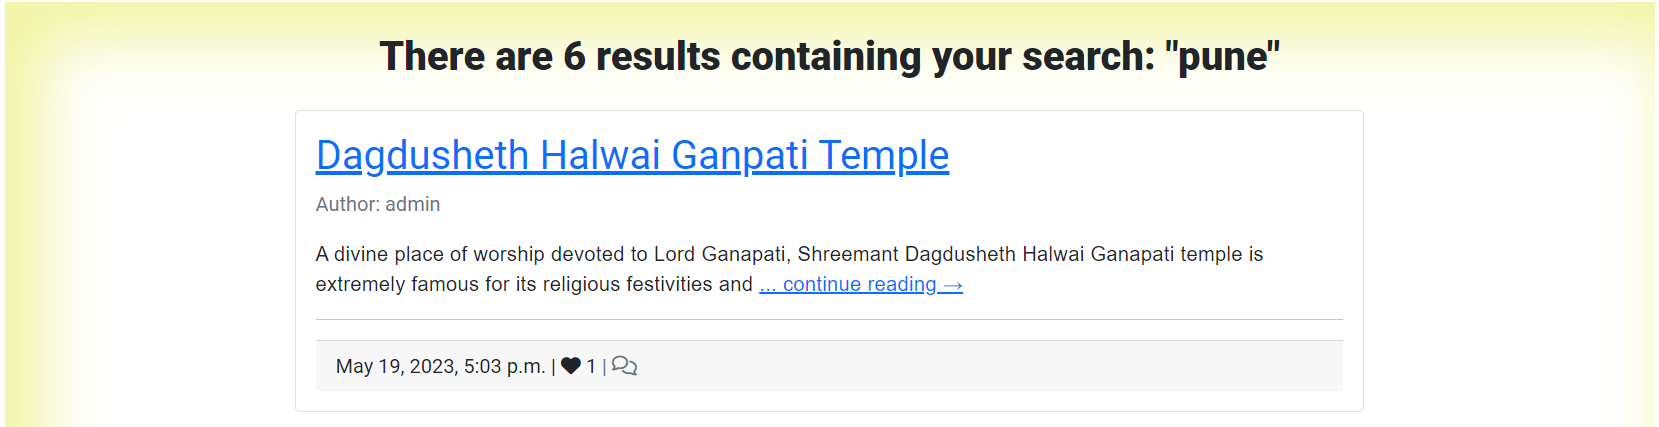 There are 6 results containing your search: "pune"
Dagdusheth Halwai Ganpati Temple
Author: admin
A divine place of worship devoted to Lord Ganapati, Shreemant Dagdusheth Halwai Ganapati temple is
extremely famous for its religious festivities and ... continue reading →
May 19, 2023, 5:03 p.m. | 1 |